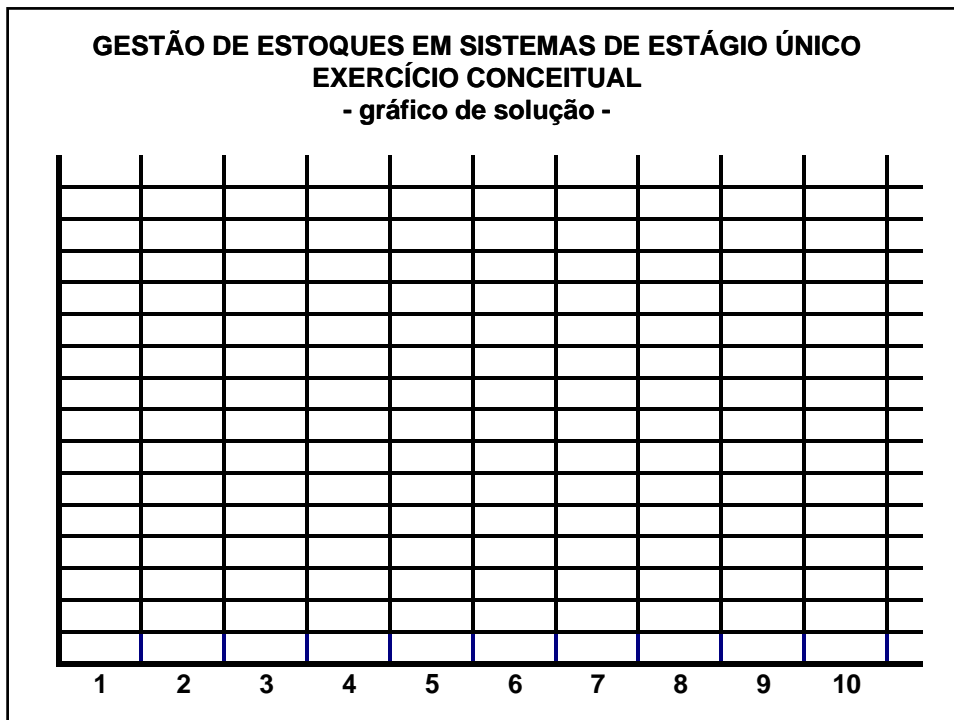 GESTÃO DE ESTOQUES EM SISTEMAS DE ESTÁGIO ÚNICO
EXERCÍCIO CONCEITUAL
- gráfico de solução -
1 2 3 4 5 6 7 8 9 10